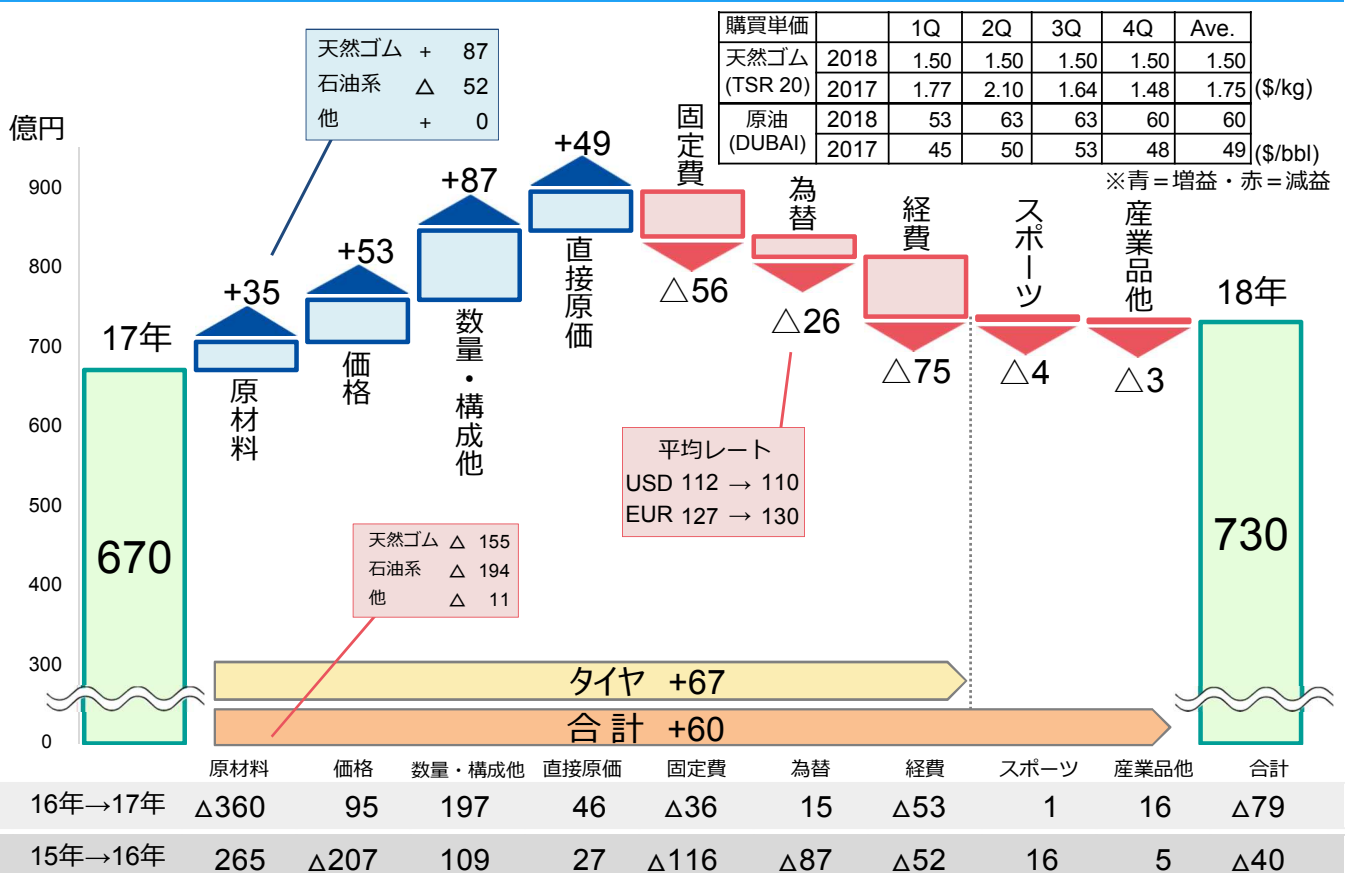 天然ゴム + 87
石油系 △ 52
他 + 0
購買単価 1Q 2Q 3Q 4Q Ave.
天然ゴム (TSR 20) 2018 1.50 1.50 1.50 1.50 1.50
2017 1.77 2.10 1.64 1.48 1.75 ($/kg)
原油 (DUBAI) 2018 53 63 63 60 60
2017 45 50 53 48 49 ($/bbl)
※青=増益・赤=減益
億円
900
800
700
600
500
400
300
0
17年
670
+35
原材料
+53
価格
+87
数量・構成他
+49
直接原価
固定費
△56
為替
△26
経費
△75
スポーツ
△4
産業品他
△3
18年
730
平均レート
USD 112 → 110
EUR 127 → 130
天然ゴム △ 155
石油系 △ 194
他 △ 11
タイヤ +67
合計 +60
原材料 価格 数量・構成他 直接原価 固定費 為替 経費 スポーツ 産業品他 合計
16年→17年 △360 95 197 46 △36 15 △53 1 16 △79
15年→16年 265 △207 109 27 △116 △87 △52 16 5 △40